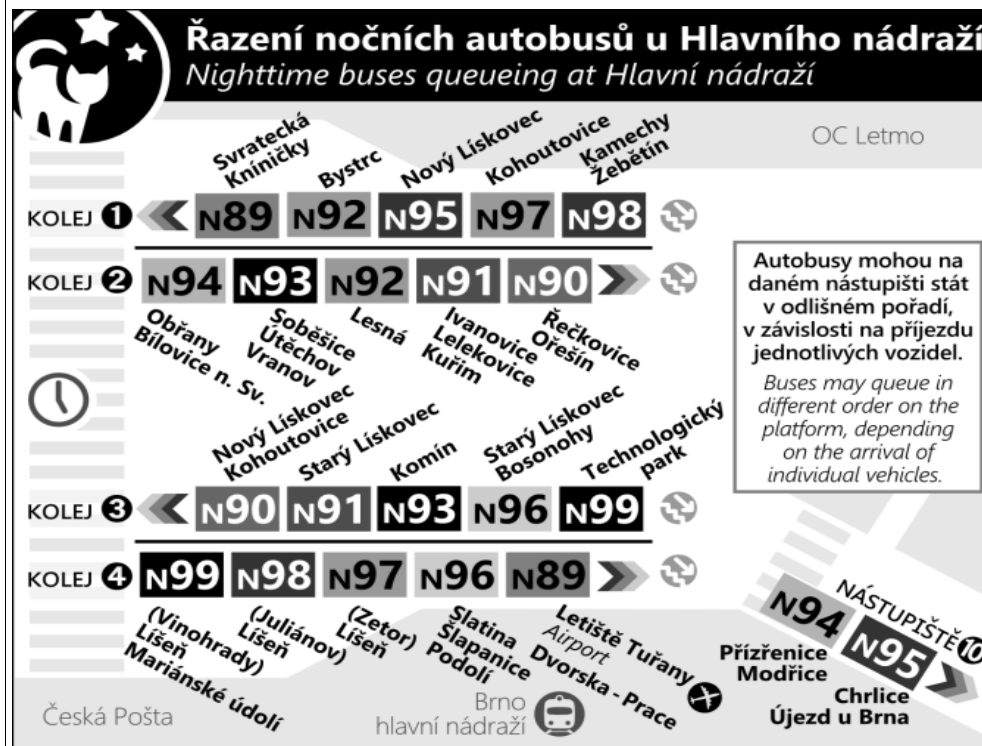 Řazení nočních autobusů u Hlavního nádraží
Nighttime buses queueing at Hlavní nádraží
OC Letmo
Svratecká
Kníničky
Bystrc
Nový Lískovec
Kohoutovice
Kamechy
Žebětín
KOLEJ 1 N89 N92 N95 N97 N98
KOLEJ 2 N94 N93 N92 N91 N90
Obřany
Bílovice n. Sv.
Soběšice
Útěchov
Vranov
Lesná
Ivanovice
Lelekovice
Kuřim
Řečkovice
Ořešín
Autobusy mohou na
daném nástupišti stát
v odlišném pořadí,
v závislosti na příjezdu
jednotlivých vozidel.
Buses may queue in
different order on the
platform, depending
on the arrival of
individual vehicles.
Nový Lískovec
Kohoutovice
Starý Lískovec
Komín
Starý Lískovec
Bosonohy
Technologický
park
KOLEJ 3 N90 N91 N93 N96 N99
KOLEJ 4 N99 N98 N97 N96 N89
(Vinohrady)
Líšeň
Mariánské údolí
(Juliánov)
Líšeň
(Zetor)
Líšeň
Slatina
Šlapanice
Podolí
Letiště Tuřany
Airport
Dvorska - Prace
NÁSTUPIŠTĚ 10
N94 N95
Přízřenice
Modřice
Chrlice
Újezd u Brna
Česká Pošta
Brno
hlavní nádraží